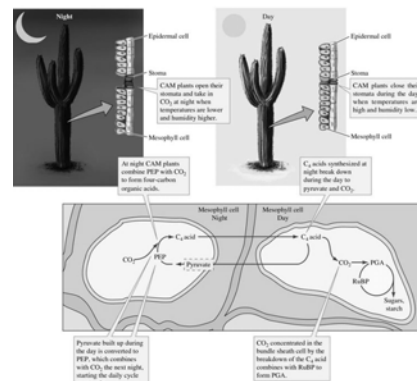 Night
Epidermal cell
Stoma
CAM plants open their
stomata and take in
CO₂ at night when
temperatures are lower
and humidity higher.
Mesophyll cell
Day
Epidermal cell
Stoma
CAM plants close their
stomata during the day
when temperatures are
high and humidity is low.
Mesophyll cell
At night CAM plants
combine PEP with CO₂
to form four-carbon
organic acids.
C₄ acids synthesized at
night break down
during the day to
pyruvate and CO₂.
Mesophyll cell
Night
Mesophyll cell
Day
C₄ acid
C₄ acid
CO₂
PEP
Pyruvate
CO₂
PGA
RuBP
Sugars,
starch
Pyruvate built up during
the day is converted to
PEP, which combines
with CO₂ the next night,
starting the daily cycle
CO₂ concentrated in the
bundle sheath cell by the
breakdown of the C₄ acid
combines with RuBP to
form PGA.